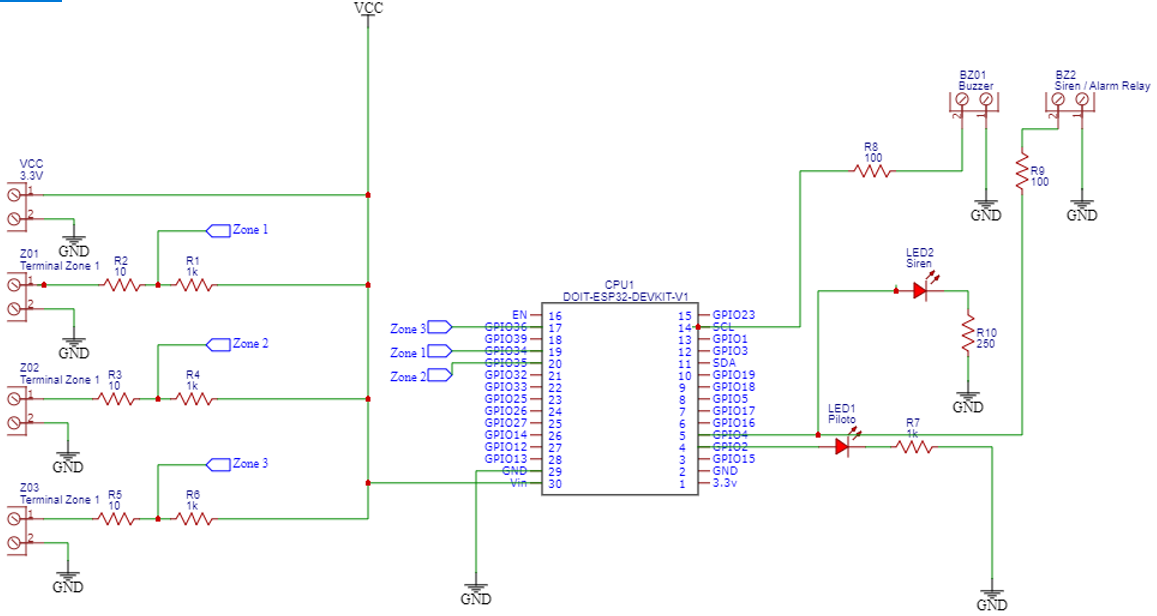 VCC
VCC
3.3V
1
2
GND
Z01
Terminal Zone 1
1
2
GND
R2
10
R1
1k
Zone 1
Z02
Terminal Zone 1
1
2
GND
R3
10
R4
1k
Zone 2
Z03
Terminal Zone 1
1
2
GND
R5
10
R6
1k
Zone 3
Zone 3
Zone 1
Zone 2
CPU1
DOIT-ESP32-DEVKIT-V1
EN 16 15 GPIO23
GPIO36 17 14 SCL
GPIO39 18 13 GPIO1
GPIO34 19 12 GPIO3
GPIO35 20 11 SDA
GPIO32 21 10 GPIO19
GPIO33 22 9 GPIO18
GPIO25 23 8 GPIO5
GPIO26 24 7 GPIO17
GPIO27 25 6 GPIO16
GPIO14 26 5 GPIO4
GPIO12 27 4 GPIO2
GPIO13 28 3 GPIO15
GND 29 2 GND
Vin 30 1 3.3v
GND
R8
100
BZ01
Buzzer
2
1
GND
BZ2
Siren / Alarm Relay
2
1
R9
100
GND
LED2
Siren
R10
250
GND
LED1
Piloto
R7
1k
GND